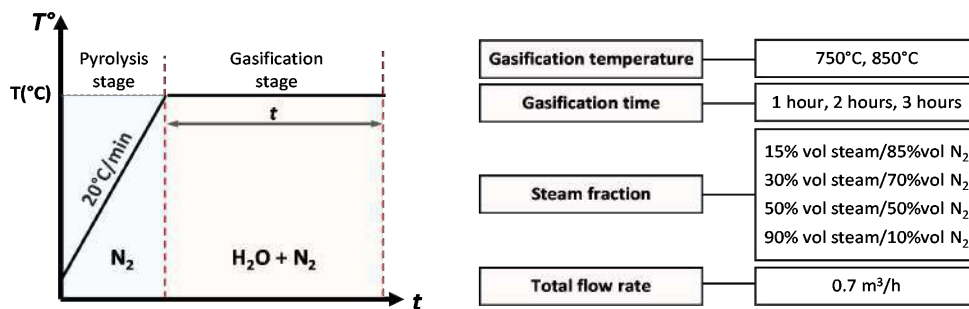 T°
Pyrolysis
stage
Gasification
stage
T(°C)
t
20°C/min
N₂
H₂O + N₂
t
Gasification temperature
750°C, 850°C
Gasification time
1 hour, 2 hours, 3 hours
Steam fraction
15% vol steam/85%vol N₂
30% vol steam/70%vol N₂
50% vol steam/50%vol N₂
90% vol steam/10%vol N₂
Total flow rate
0.7 m³/h